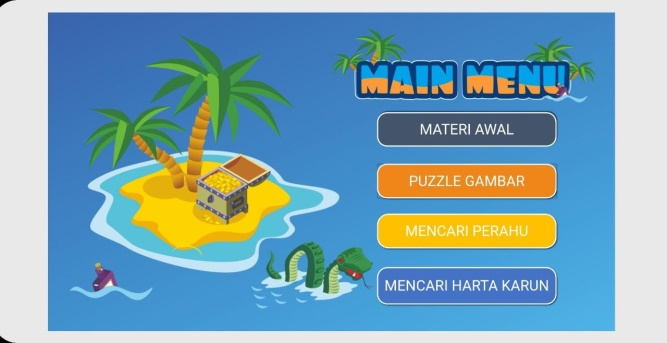 MAIN MENU
MATERI AWAL
PUZZLE GAMBAR
MENCARI PERAHU
MENCARI HARTA KARUN